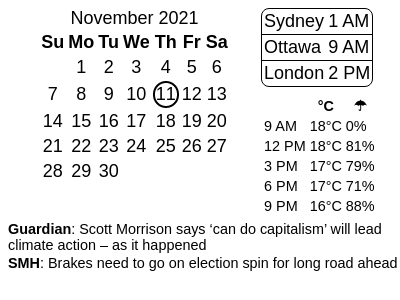 November 2021
Su Mo Tu We Th Fr Sa
1 2 3 4 5 6
7 8 9 10 11 12 13
14 15 16 17 18 19 20
21 22 23 24 25 26 27
28 29 30
Sydney 1 AM
Ottawa 9 AM
London 2 PM
°C ☂
9 AM 18°C 0%
12 PM 18°C 81%
3 PM 17°C 79%
6 PM 17°C 71%
9 PM 16°C 88%
Guardian: Scott Morrison says ‘can do capitalism’ will lead
climate action – as it happened
SMH: Brakes need to go on election spin for long road ahead